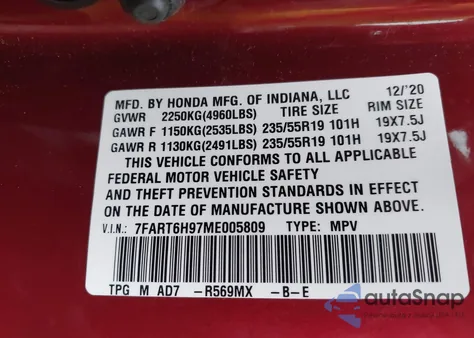 MFD. BY HONDA MFG. OF INDIANA, LLC 12/'20
GVWR 2250KG(4960LBS) TIRE SIZE RIM SIZE
GAWR F 1150KG(2535LBS) 235/55R19 101H 19X7.5J
GAWR R 1130KG(2491LBS) 235/55R19 101H 19X7.5J
THIS VEHICLE CONFORMS TO ALL APPLICABLE
FEDERAL MOTOR VEHICLE SAFETY
AND THEFT PREVENTION STANDARDS IN EFFECT
ON THE DATE OF MANUFACTURE SHOWN ABOVE.
V.I.N.: 7FART6H97ME005809 TYPE: MPV
TPG M AD7 -R569MX -B-E
autoSnap